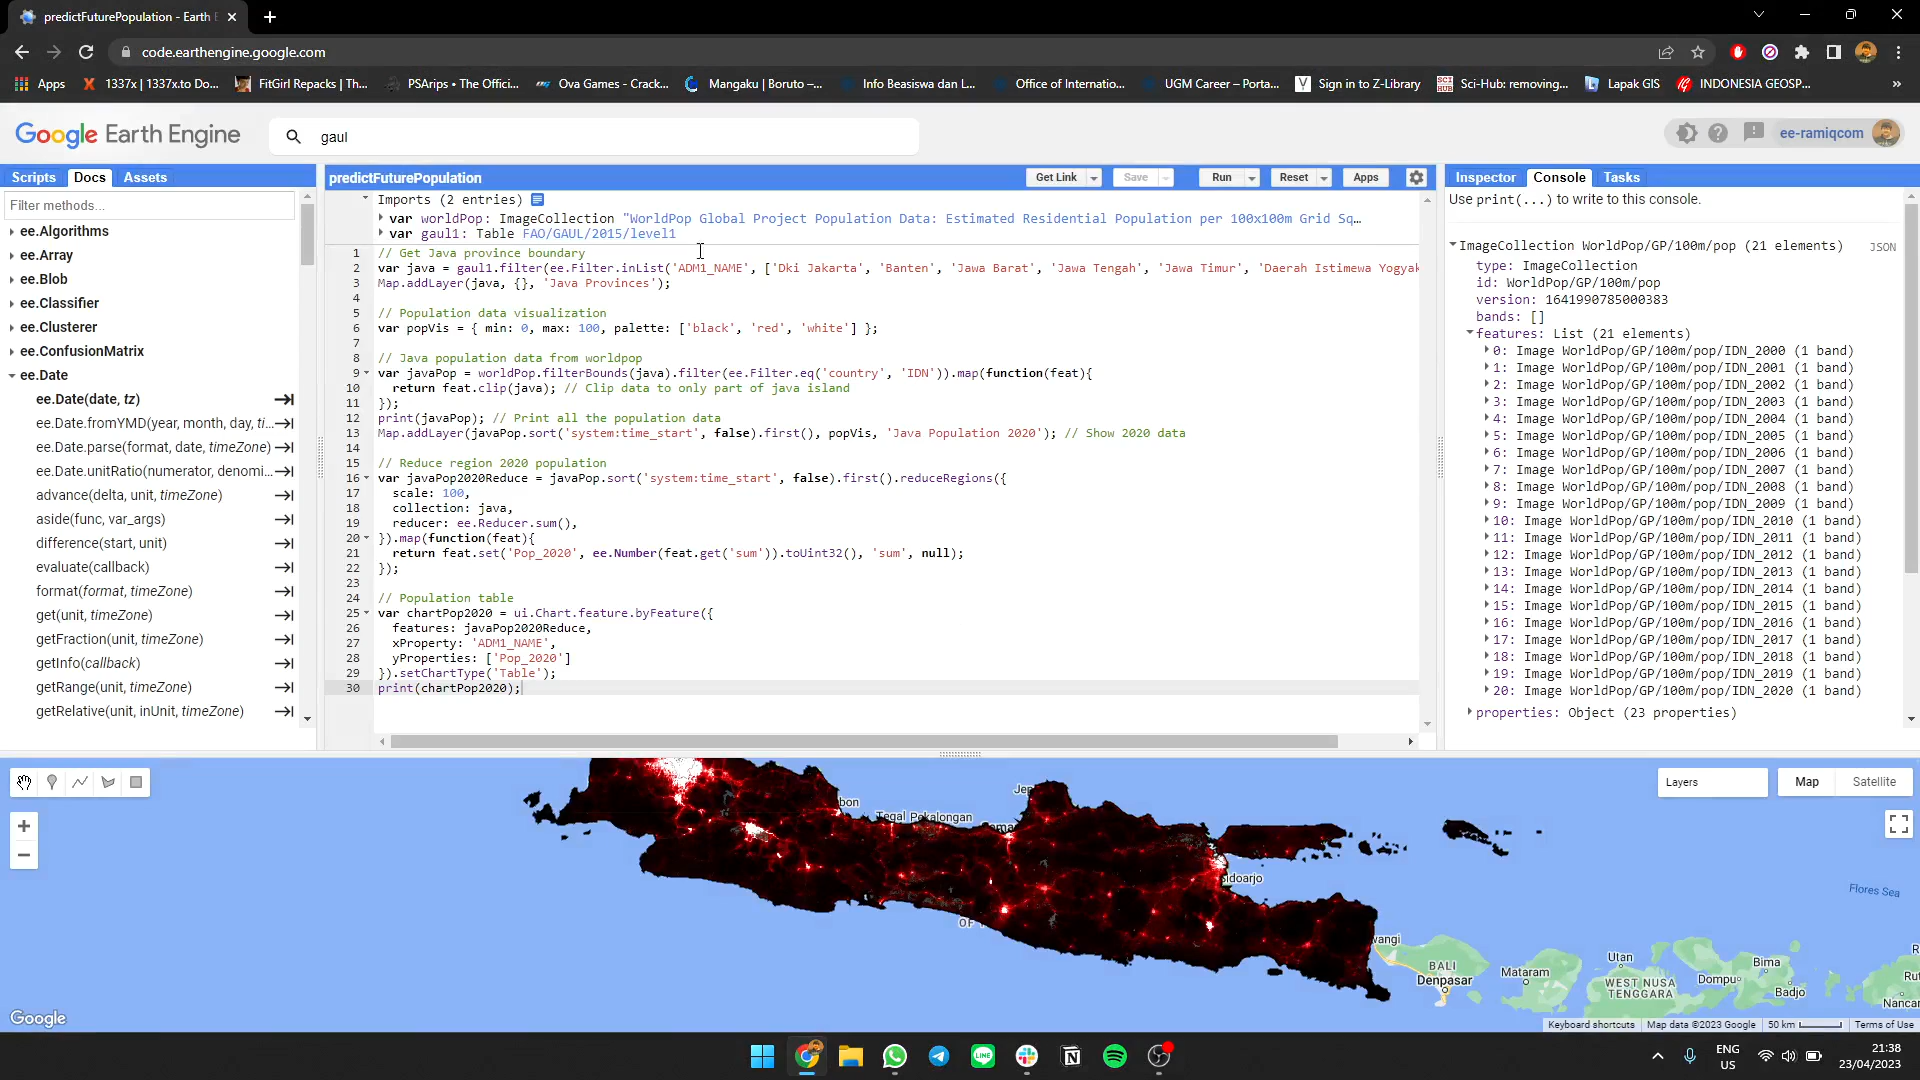 predictFuturePopulation - Earth E
code.earthengine.google.com
Apps
1337x | 1337x.to Do...
FitGirl Repacks | Th...
PSArips • The Offici...
Ova Games - Crack...
Mangaku | Boruto –...
Info Beasiswa dan L...
Office of Internatio...
UGM Career – Porta...
Sign in to Z-Library
Sci-Hub: removing...
Lapak GIS
INDONESIA GEOSP...
»
Google Earth Engine
gaul
ee-ramiqcom
Scripts Docs Assets
Filter methods...
ee.Algorithms
ee.Array
ee.Blob
ee.Classifier
ee.Clusterer
ee.ConfusionMatrix
ee.Date
ee.Date(date, tz)
ee.Date.fromYMD(year, month, day, ti...
ee.Date.parse(format, date, timeZone)
ee.Date.unitRatio(numerator, denomi...
advance(delta, unit, timeZone)
aside(func, var_args)
difference(start, unit)
evaluate(callback)
format(format, timeZone)
get(unit, timeZone)
getFraction(unit, timeZone)
getInfo(callback)
getRange(unit, timeZone)
getRelative(unit, inUnit, timeZone)
predictFuturePopulation
Get Link Save Run Reset Apps
Imports (2 entries)
var worldPop: ImageCollection "WorldPop Global Project Population Data: Estimated Residential Population per 100x100m Grid Sq…
var gaul1: Table FAO/GAUL/2015/level1
1 // Get Java province boundary
2 var java = gaul1.filter(ee.Filter.inList('ADM1_NAME', ['Dki Jakarta', 'Banten', 'Jawa Barat', 'Jawa Tengah', 'Jawa Timur', 'Daerah Istimewa Yogyak
3 Map.addLayer(java, {}, 'Java Provinces');
4
5 // Population data visualization
6 var popVis = { min: 0, max: 100, palette: ['black', 'red', 'white'] };
7
8 // Java population data from worldpop
9 var javaPop = worldPop.filterBounds(java).filter(ee.Filter.eq('country', 'IDN')).map(function(feat){
10 return feat.clip(java); // Clip data to only part of java island
11 });
12 print(javaPop); // Print all the population data
13 Map.addLayer(javaPop.sort('system:time_start', false).first(), popVis, 'Java Population 2020'); // Show 2020 data
14
15 // Reduce region 2020 population
16 var javaPop2020Reduce = javaPop.sort('system:time_start', false).first().reduceRegions({
17 scale: 100,
18 collection: java,
19 reducer: ee.Reducer.sum(),
20 }).map(function(feat){
21 return feat.set('Pop_2020', ee.Number(feat.get('sum')).toUint32(), 'sum', null);
22 });
23
24 // Population table
25 var chartPop2020 = ui.Chart.feature.byFeature({
26 features: javaPop2020Reduce,
27 xProperty: 'ADM1_NAME',
28 yProperties: ['Pop_2020']
29 }).setChartType('Table');
30 print(chartPop2020);
Inspector Console Tasks
Use print(...) to write to this console.
ImageCollection WorldPop/GP/100m/pop (21 elements) JSON
type: ImageCollection
id: WorldPop/GP/100m/pop
version: 1641990785000383
bands: []
features: List (21 elements)
0: Image WorldPop/GP/100m/pop/IDN_2000 (1 band)
1: Image WorldPop/GP/100m/pop/IDN_2001 (1 band)
2: Image WorldPop/GP/100m/pop/IDN_2002 (1 band)
3: Image WorldPop/GP/100m/pop/IDN_2003 (1 band)
4: Image WorldPop/GP/100m/pop/IDN_2004 (1 band)
5: Image WorldPop/GP/100m/pop/IDN_2005 (1 band)
6: Image WorldPop/GP/100m/pop/IDN_2006 (1 band)
7: Image WorldPop/GP/100m/pop/IDN_2007 (1 band)
8: Image WorldPop/GP/100m/pop/IDN_2008 (1 band)
9: Image WorldPop/GP/100m/pop/IDN_2009 (1 band)
10: Image WorldPop/GP/100m/pop/IDN_2010 (1 band)
11: Image WorldPop/GP/100m/pop/IDN_2011 (1 band)
12: Image WorldPop/GP/100m/pop/IDN_2012 (1 band)
13: Image WorldPop/GP/100m/pop/IDN_2013 (1 band)
14: Image WorldPop/GP/100m/pop/IDN_2014 (1 band)
15: Image WorldPop/GP/100m/pop/IDN_2015 (1 band)
16: Image WorldPop/GP/100m/pop/IDN_2016 (1 band)
17: Image WorldPop/GP/100m/pop/IDN_2017 (1 band)
18: Image WorldPop/GP/100m/pop/IDN_2018 (1 band)
19: Image WorldPop/GP/100m/pop/IDN_2019 (1 band)
20: Image WorldPop/GP/100m/pop/IDN_2020 (1 band)
properties: Object (23 properties)
Layers Map Satellite
Jep
bon
Tegal Pekalongan
ema
sidoarjo
OF
wangi
BALI
Denpasar
Mataram
Utan
WEST NUSA
TENGGARA
Dompu
Bima
Badjo
Flores Sea
R
Rut
Nancar
Google
Keyboard shortcuts Map data ©2023 Google 50 km Terms of Use
ENG
US
21:38
23/04/2023